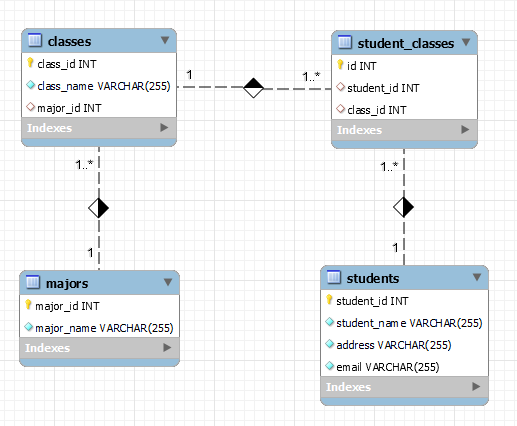 classes
class_id INT
class_name VARCHAR(255)
major_id INT
Indexes
1
1..*
student_classes
id INT
student_id INT
class_id INT
Indexes
1..*
1
majors
major_id INT
major_name VARCHAR(255)
Indexes
1..*
1
students
student_id INT
student_name VARCHAR(255)
address VARCHAR(255)
email VARCHAR(255)
Indexes